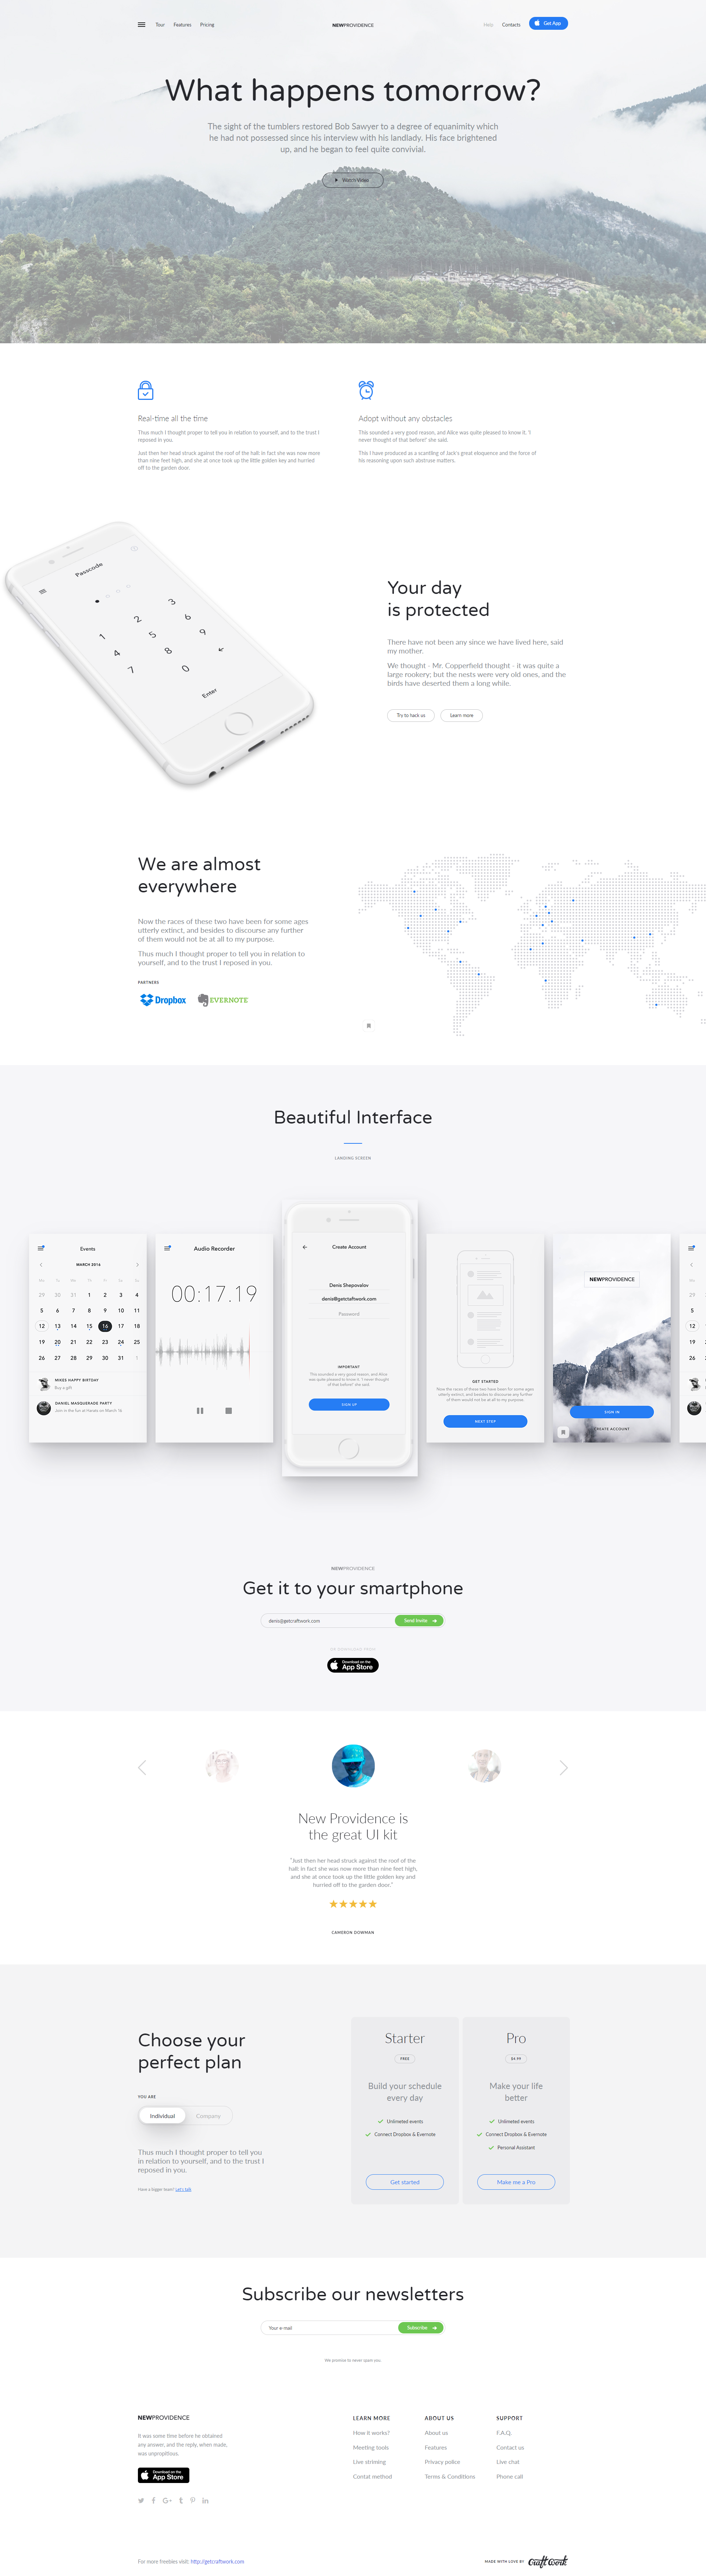 Tour Features Pricing
NEWPROVIDENCE
Help Contacts Get App
What happens tomorrow?
The sight of the tumblers restored Bob Sawyer to a degree of equanimity which
he had not possessed since his interview with his landlady. His face brightened
up, and he began to feel quite convivial.
Watch Video
Real-time all the time
Thus much I thought proper to tell you in relation to yourself, and to the trust I
reposed in you.
Just then her head struck against the roof of the hall: in fact she was now more
than nine feet high, and she at once took up the little golden key and hurried
off to the garden door.
Adopt without any obstacles
This sounded a very good reason, and Alice was quite pleased to know it. 'I
never thought of that before!' she said.
This I have produced as a scantling of Jack's great eloquence and the force of
his reasoning upon such abstruse matters.
Passcode
1 2 3
4 5 6
7 8 9
0
Enter
Your day
is protected
There have not been any since we have lived here, said
my mother.
We thought - Mr. Copperfield thought - it was quite a
large rookery; but the nests were very old ones, and the
birds have deserted them a long while.
Try to hack us
Learn more
We are almost
everywhere
Now the races of these two have been for some ages
utterly extinct, and besides to discourse any further
of them would not be at all to my purpose.
Thus much I thought proper to tell you in relation to
yourself, and to the trust I reposed in you.
PARTNERS
Dropbox
EVERNOTE
Beautiful Interface
LANDING SCREEN
Events
MARCH 2016
Mo Tu We Th Fr Sa Su
29 30 31 1 2 3 4
5 6 7 8 9 10 11
12 13 14 15 16 17 18
19 20 21 22 23 24 25
26 27 28 29 30 31 1
MIKES HAPPY BIRTDAY
Buy a gift
DANIEL MASQUERADE PARTY
Join in the fun at Harats on March '16
Audio Recorder
00:17.19
Create Account
Denis Shepovalov
denis@getctaftwork.com
Password
IMPORTANT
This sounded a very good reason, and Alice
was quite pleased to know it. 'I never thought
of that before!' she said
SIGN UP
GET STARTED
Now the races of these two have been for some ages
utterly extinct, and besides to discourse any further
of them would not be at all to my purpose.
NEXT STEP
NEWPROVIDENCE
SIGN IN
CREATE ACCOUNT
29
5
12
19
26
NEWPROVIDENCE
Get it to your smartphone
denis@getcraftwork.com
Send Invite
OR DOWNLOAD FROM
Download on the
App Store
New Providence is
the great UI kit
"Just then her head struck against the roof of the
hall: in fact she was now more than nine feet high,
and she at once took up the little golden key and
hurried off to the garden door."
CAMERON DOWMAN
Choose your
perfect plan
YOU ARE
Individual Company
Thus much I thought proper to tell you
in relation to yourself, and to the trust I
reposed in you.
Have a bigger team? Let's talk
Starter
FREE
Build your schedule
every day
Unlimeted events
Connect Dropbox & Evernote
Get started
Pro
$4.99
Make your life
better
Unlimeted events
Connect Dropbox & Evernote
Personal Assistant
Make me a Pro
Subscribe our newsletters
Your e-mail
Subscribe
We promise to never spam you.
NEWPROVIDENCE
It was some time before he obtained
any answer, and the reply, when made,
was unpropitious.
Download on the
App Store
LEARN MORE
How it works?
Meeting tools
Live strimimg
Contat method
ABOUT US
About us
Features
Privacy police
Terms & Conditions
SUPPORT
F.A.Q.
Contact us
Live chat
Phone call
For more freebies visit: http://getcraftwork.com
MADE WITH LOVE BY Craft Work